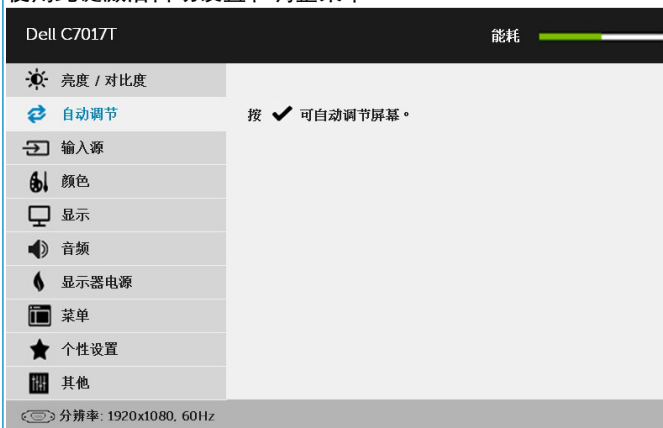 Dell C7017T
能耗
亮度 / 对比度
自动调节
按 ✔ 可自动调节屏幕。
输入源
颜色
显示
音频
显示器电源
菜单
个性设置
其他
分辨率: 1920x1080, 60Hz